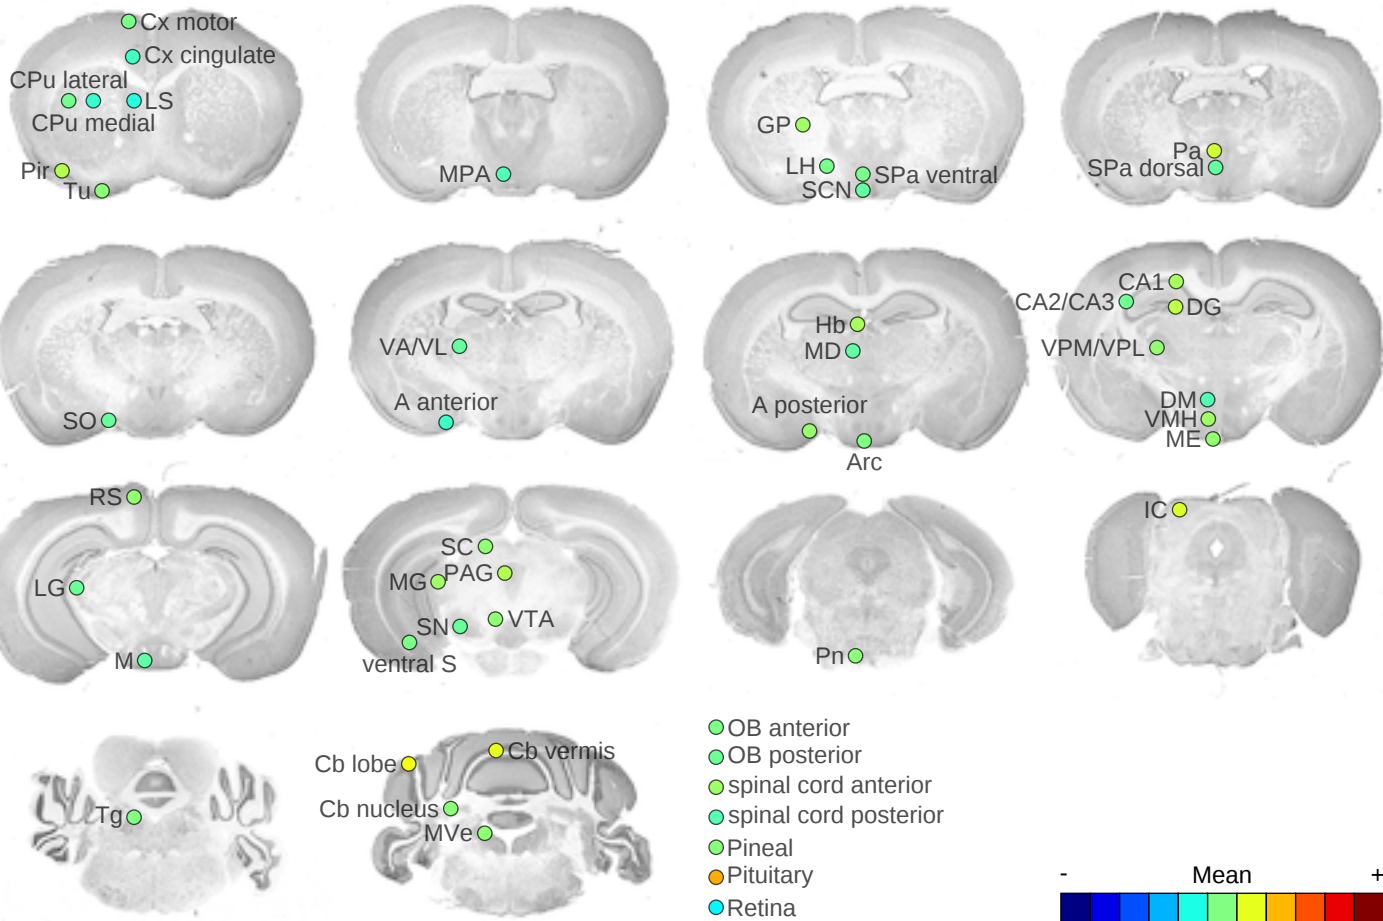 Cx motor
Cx cingulate
CPu lateral
LS
CPu medial
Pir
Tu
MPA
GP
LH
SPa ventral
SCN
Pa
SPa dorsal
SO
VA/VL
A anterior
Hb
MD
A posterior
Arc
CA1
CA2/CA3
DG
VPM/VPL
DM
VMH
ME
RS
LG
M
SC
MG
PAG
SN
VTA
ventral S
Pn
IC
Tg
Cb lobe
Cb vermis
Cb nucleus
MVe
OB anterior
OB posterior
spinal cord anterior
spinal cord posterior
Pineal
Pituitary
Retina
- Mean +